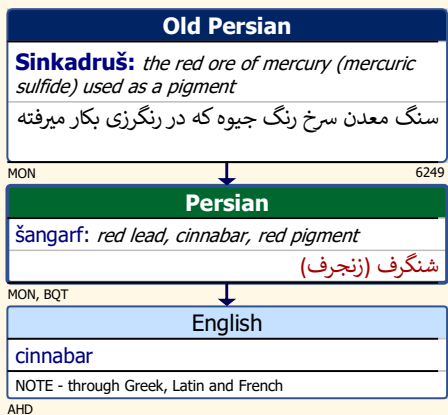 Old Persian
Sinkadruš: the red ore of mercury (mercuric
sulfide) used as a pigment
سنگ معدن سرخ رنگ جیوه که در رنگرزی بکار میرفته
MON 6249
Persian
šangarf: red lead, cinnabar, red pigment
شنگرف (زنجرف)
MON, BQT
English
cinnabar
NOTE - through Greek, Latin and French
AHD